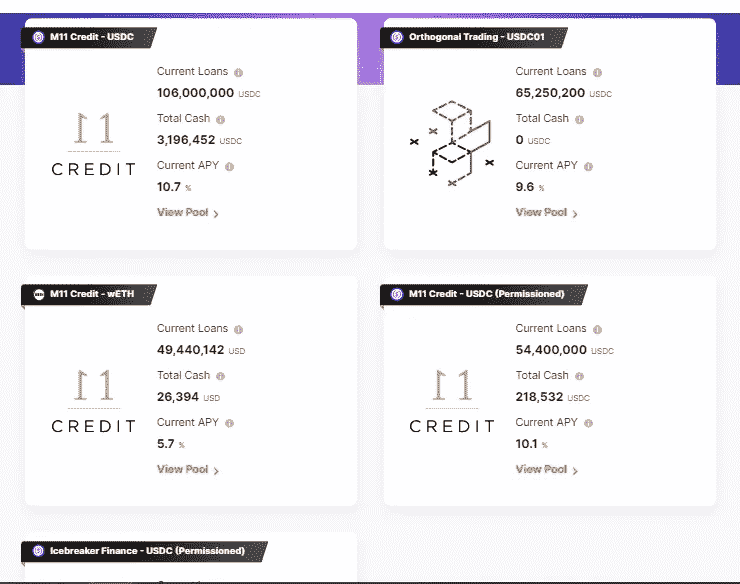 M11 Credit - USDC
Current Loans
106,000,000 USDC
Total Cash
3,196,452 USDC
Current APY
10.7 %
View Pool
11
CREDIT
Orthogonal Trading - USDC01
Current Loans
65,250,200 USDC
Total Cash
0 USDC
Current APY
9.6 %
View Pool
M11 Credit - wETH
Current Loans
49,440,142 USD
Total Cash
26,394 USD
Current APY
5.7 %
View Pool
11
CREDIT
M11 Credit - USDC (Permissioned)
Current Loans
54,400,000 USDC
Total Cash
218,532 USDC
Current APY
10.1 %
View Pool
11
CREDIT
Icebreaker Finance - USDC (Permissioned)